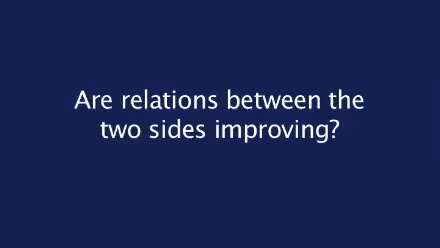 Are relations between the
two sides improving?